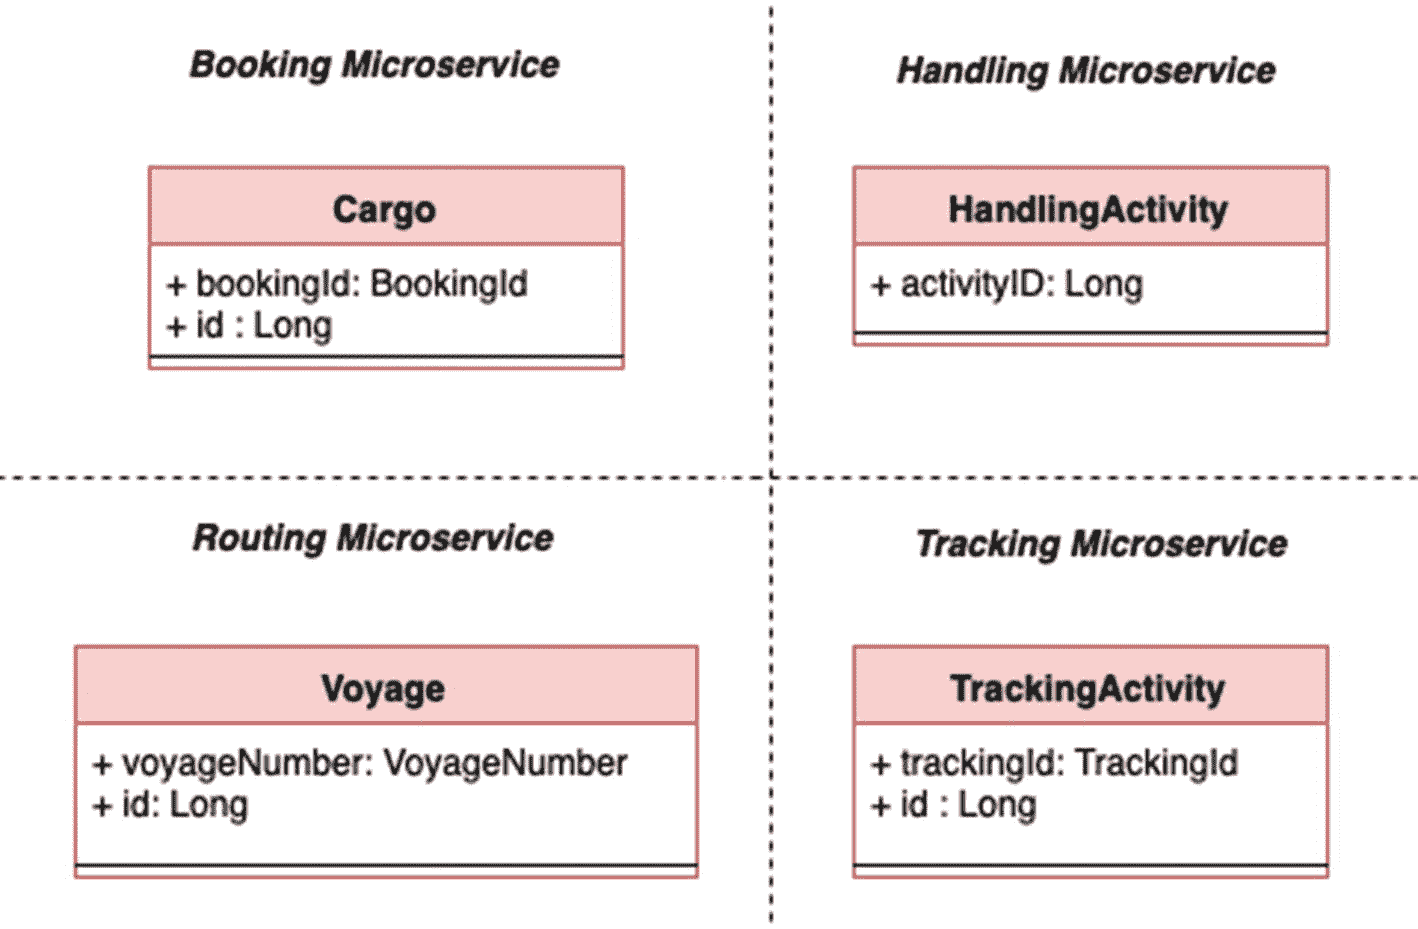 Booking Microservice
Cargo
+ bookingId: BookingId
+ id : Long
Handling Microservice
HandlingActivity
+ activityID: Long
Routing Microservice
Voyage
+ voyageNumber: VoyageNumber
+ id: Long
Tracking Microservice
TrackingActivity
+ trackingId: TrackingId
+ id : Long